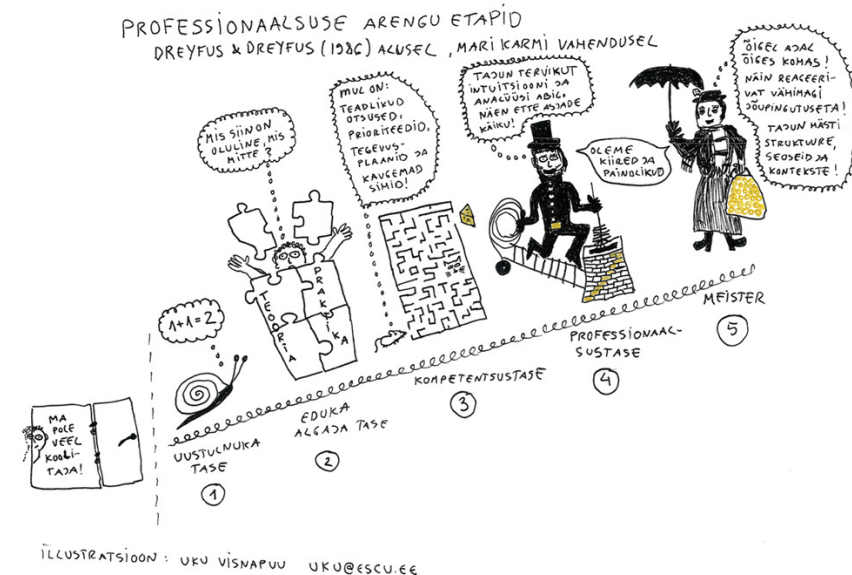 PROFESSIONAALSUSE ARENGU ETAPID
DREYFUS & DREYFUS (1986) ALUSEL, MARI KARMI VAHENDUSEL
MA
POLE
VEEL
KOOLI-
TAJA!
1+1=2
UUSTULNUKA
TASE
1
MIS SIIN ON
OLULINE, MIS
MITTE?
TEOORIA
PRAKTIKA
EDUKA
ALGAJA TASE
2
MUL ON:
TEADLIKUD
OTSUSED,
PRIORITEEDID,
TEGEVUS-
PLAANID JA
KAUGEMAD
SIHID!
KOMPETENTSUSTASE
3
TAJUN TERVIKUT
INTUITSIOONI JA
ANALÜÜSI ABIL,
NÄEN ETTE ASJADE
KÄIKU!
OLEME
KIIRED JA
PAINDLIKUD
PROFESSIONAAL-
SUSTASE
4
ÕIGEL AJAL
ÕIGES KOHAS!
NÄIN REAGEERI-
VAT VÄHIMAGI
JÕUPINGUTUSETA!
TAJUN HÄSTI
STRUKTUURE,
SEOSEID JA
KONTEKSTE!
MEISTER
5
ILLUSTRATSIOON: UKU VISNAPUU UKU@ESCU.EE